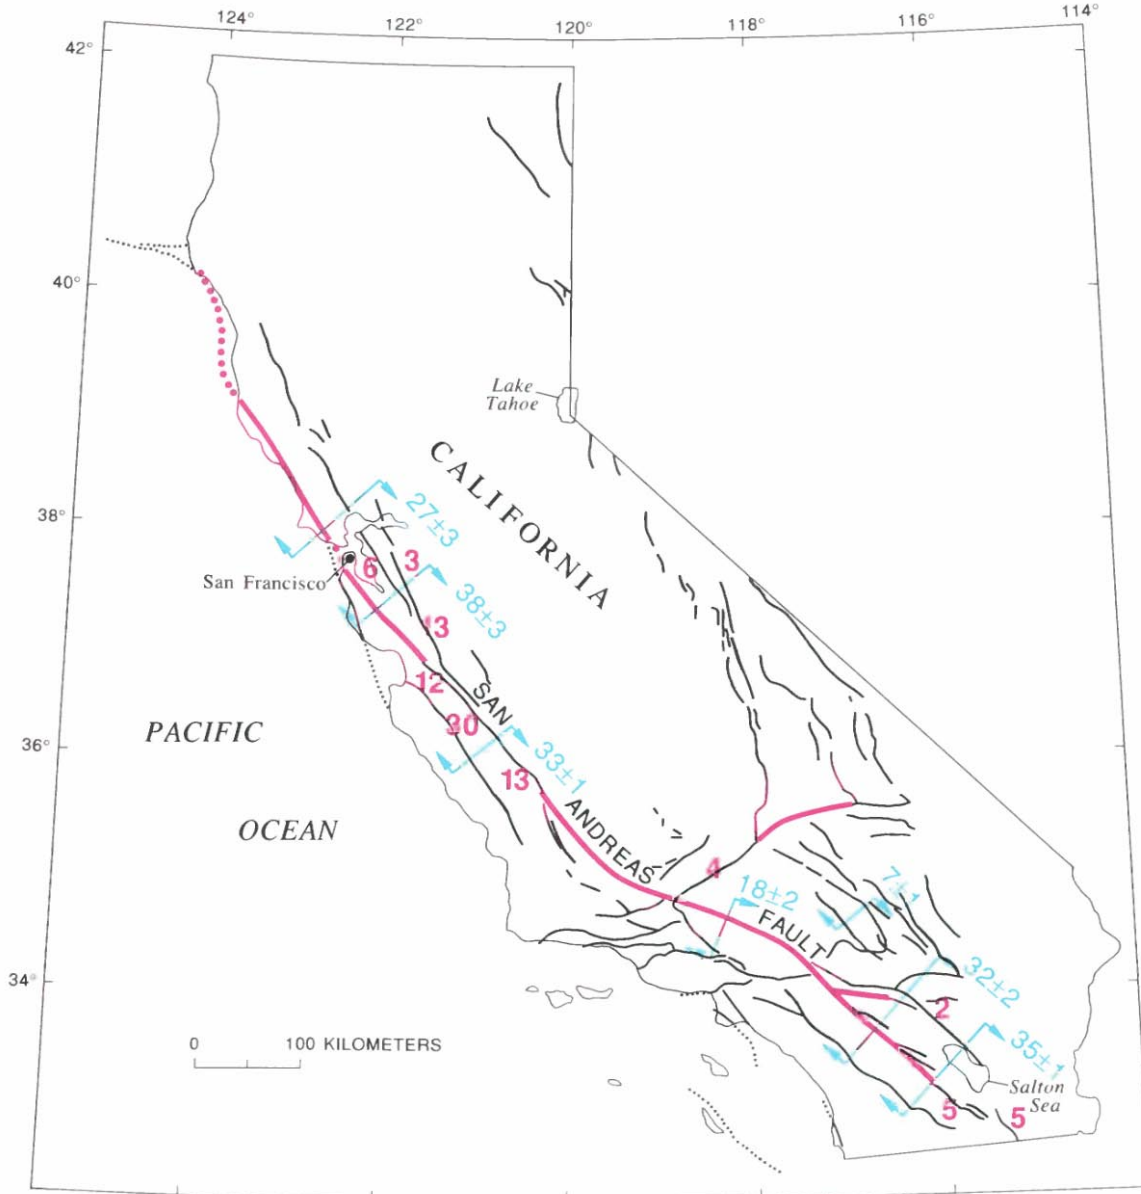 124° 122° 120° 118° 116° 114°
42°
40°
Lake
Tahoe
CALIFORNIA
38°
27±3
San Francisco
6
3
38±3
13
SAN
12
PACIFIC
30
36°
33±1
13
OCEAN
ANDREAS
4
18±2
7±1
FAULT
34°
32±2
2
0 100 KILOMETERS
35±1
Salton
Sea
5
5